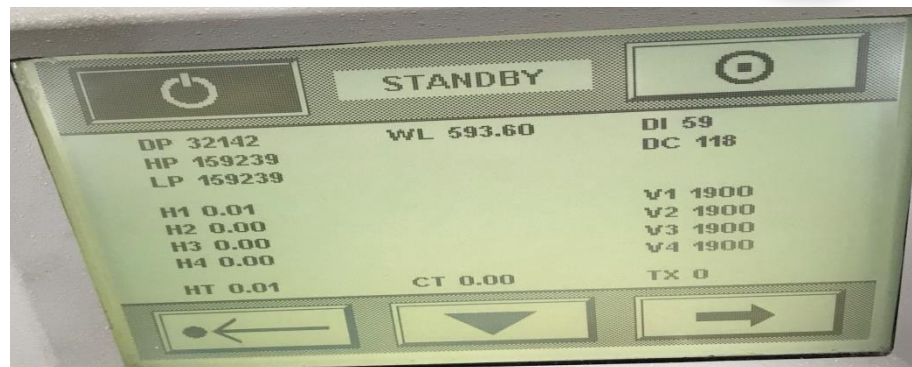 STANDBY
DP 32142
HP 159239
LP 159239
H1 0.01
H2 0.00
H3 0.00
H4 0.00
HT 0.01
WL 593.60
CT 0.00
DI 59
DC 118
V1 1900
V2 1900
V3 1900
V4 1900
TX 0